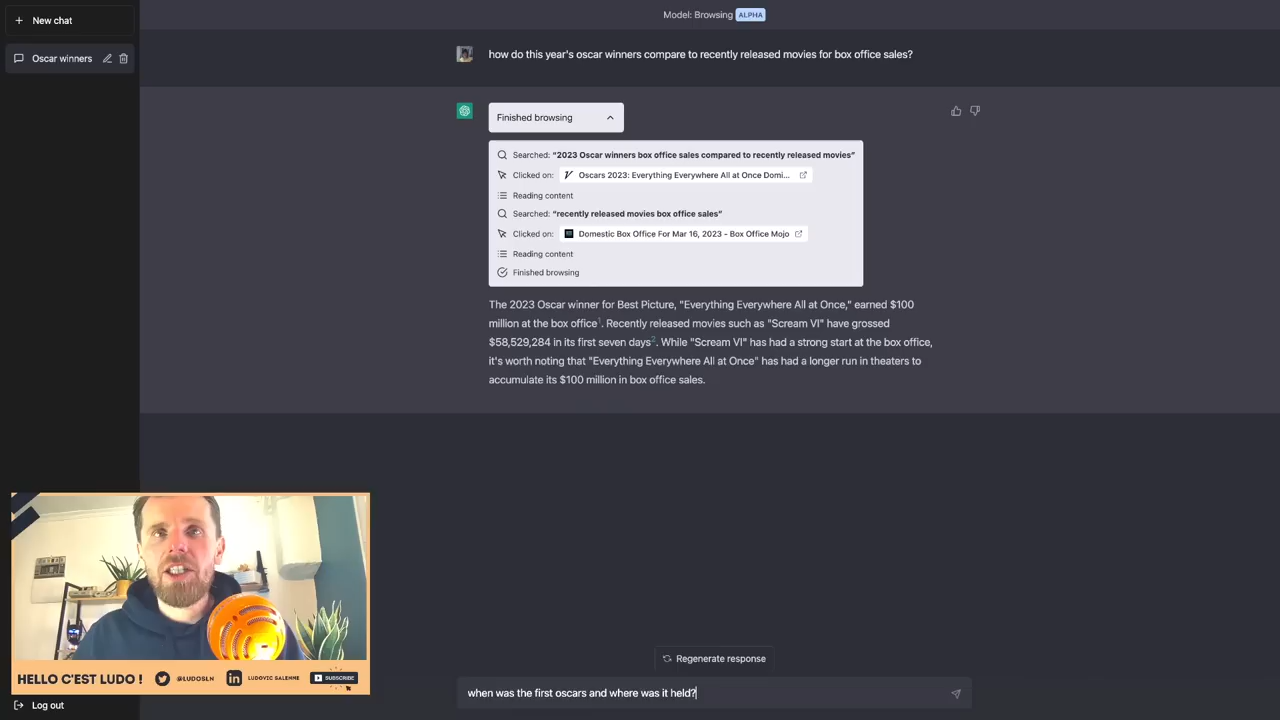 New chat
Oscar winners
Model: Browsing ALPHA
how do this year's oscar winners compare to recently released movies for box office sales?
Finished browsing
Searched: “2023 Oscar winners box office sales compared to recently released movies”
Clicked on: Oscars 2023: Everything Everywhere All at Once Domi...
Reading content
Searched: “recently released movies box office sales”
Clicked on: Domestic Box Office For Mar 16, 2023 - Box Office Mojo
Reading content
Finished browsing
The 2023 Oscar winner for Best Picture, "Everything Everywhere All at Once," earned $100
million at the box office1. Recently released movies such as "Scream VI" have grossed
$58,529,284 in its first seven days2. While "Scream VI" has had a strong start at the box office,
it's worth noting that "Everything Everywhere All at Once" has had a longer run in theaters to
accumulate its $100 million in box office sales.
Regenerate response
when was the first oscars and where was it held?
HELLO C'EST LUDO ! @LUDOSLN LUDOVIC SALENNE SUBSCRIBE
Log out